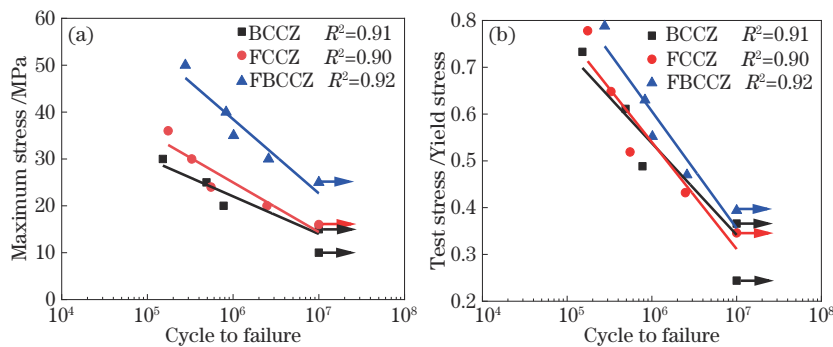 (a)
BCCZ R²=0.91
FCCZ R²=0.90
FBCCZ R²=0.92
Maximum stress /MPa
60
50
40
30
20
10
0
10⁴ 10⁵ 10⁶ 10⁷ 10⁸
Cycle to failure
(b)
BCCZ R²=0.91
FCCZ R²=0.90
FBCCZ R²=0.92
Test stress /Yield stress
0.8
0.7
0.6
0.5
0.4
0.3
0.2
10⁴ 10⁵ 10⁶ 10⁷ 10⁸
Cycle to failure